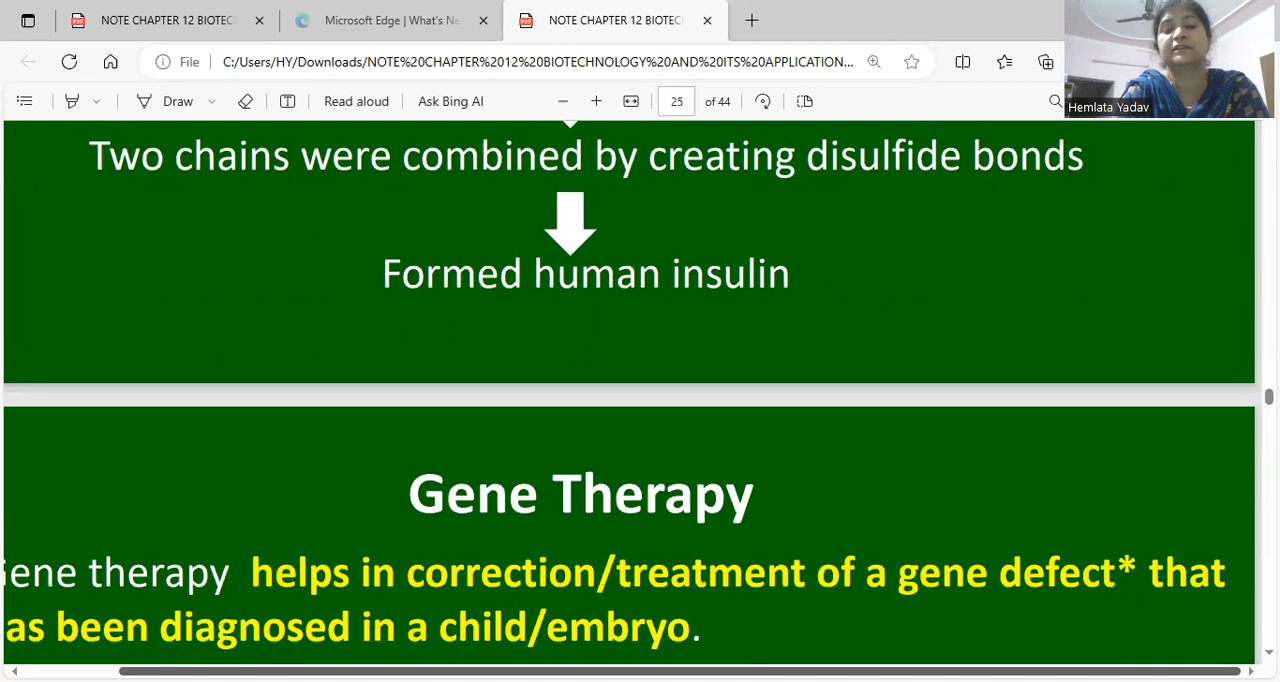 NOTE CHAPTER 12 BIOTEC
Microsoft Edge | What's Ne
NOTE CHAPTER 12 BIOTEC
File
C:/Users/HY/Downloads/NOTE%20CHAPTER%2012%20BIOTECHNOLOGY%20AND%20ITS%20APPLICATION...
Draw
Read aloud
Ask Bing AI
25
of 44
Hemlata Yadav
Two chains were combined by creating disulfide bonds
Formed human insulin
Gene Therapy
ene therapy helps in correction/treatment of a gene defect* that
as been diagnosed in a child/embryo.